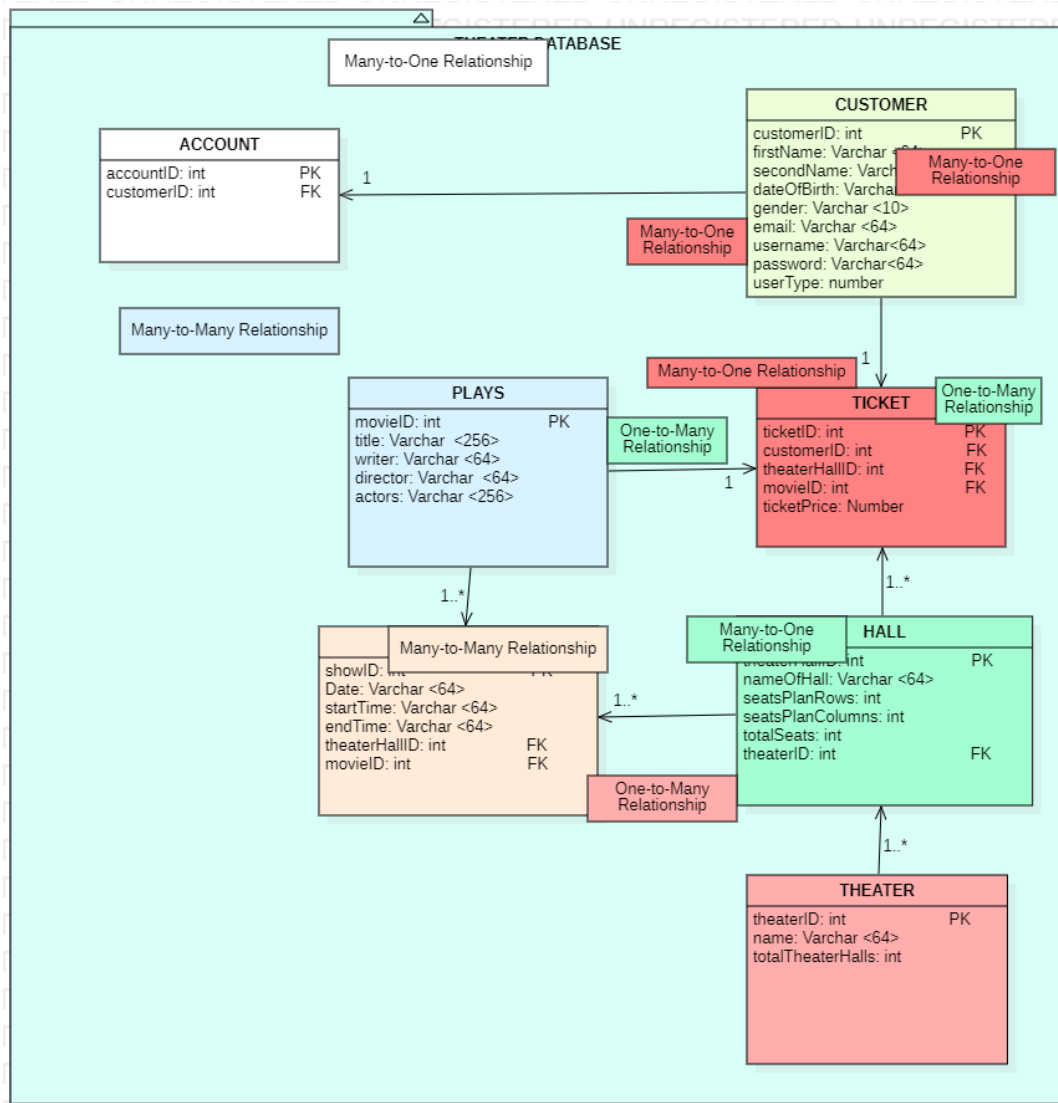 UNREGISTERED UNREGISTERED
DATABASE
Many-to-One Relationship
CUSTOMER
customerID: int PK
firstName: Varchar
secondName: Varch
dateOfBirth: Varchar
gender: Varchar <10>
email: Varchar <64>
username: Varchar<64>
password: Varchar<64>
userType: number
Many-to-One
Relationship
ACCOUNT
accountID: int PK
customerID: int FK
1
Many-to-One
Relationship
Many-to-Many Relationship
1
Many-to-One Relationship
One-to-Many
Relationship
PLAYS
movieID: int PK
title: Varchar <256>
writer: Varchar <64>
director: Varchar <64>
actors: Varchar <256>
One-to-Many
Relationship
1
TICKET
ticketID: int PK
customerID: int FK
theaterHallID: int FK
movieID: int FK
ticketPrice: Number
1..*
1..*
Many-to-Many Relationship
showID: int PK
Date: Varchar <64>
startTime: Varchar <64>
endTime: Varchar <64>
theaterHallID: int FK
movieID: int FK
1..*
Many-to-One
Relationship
HALL
theaterHallID: int PK
nameOfHall: Varchar <64>
seatsPlanRows: int
seatsPlanColumns: int
totalSeats: int
theaterID: int FK
One-to-Many
Relationship
1..*
THEATER
theaterID: int PK
name: Varchar <64>
totalTheaterHalls: int